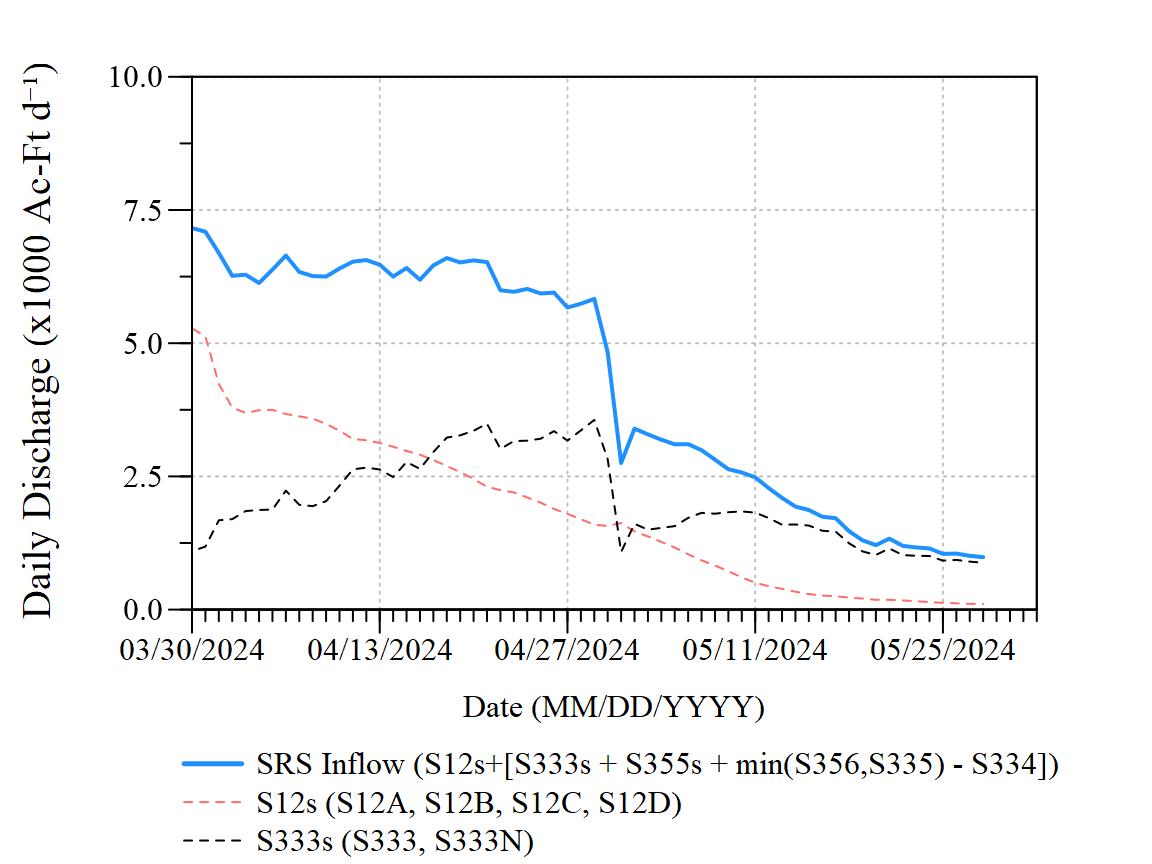 Daily Discharge (x1000 Ac-Ft d⁻¹)
10.0
7.5
5.0
2.5
0.0
03/30/2024 04/13/2024 04/27/2024 05/11/2024 05/25/2024
Date (MM/DD/YYYY)
SRS Inflow (S12s+[S333s + S355s + min(S356,S335) - S334])
S12s (S12A, S12B, S12C, S12D)
S333s (S333, S333N)